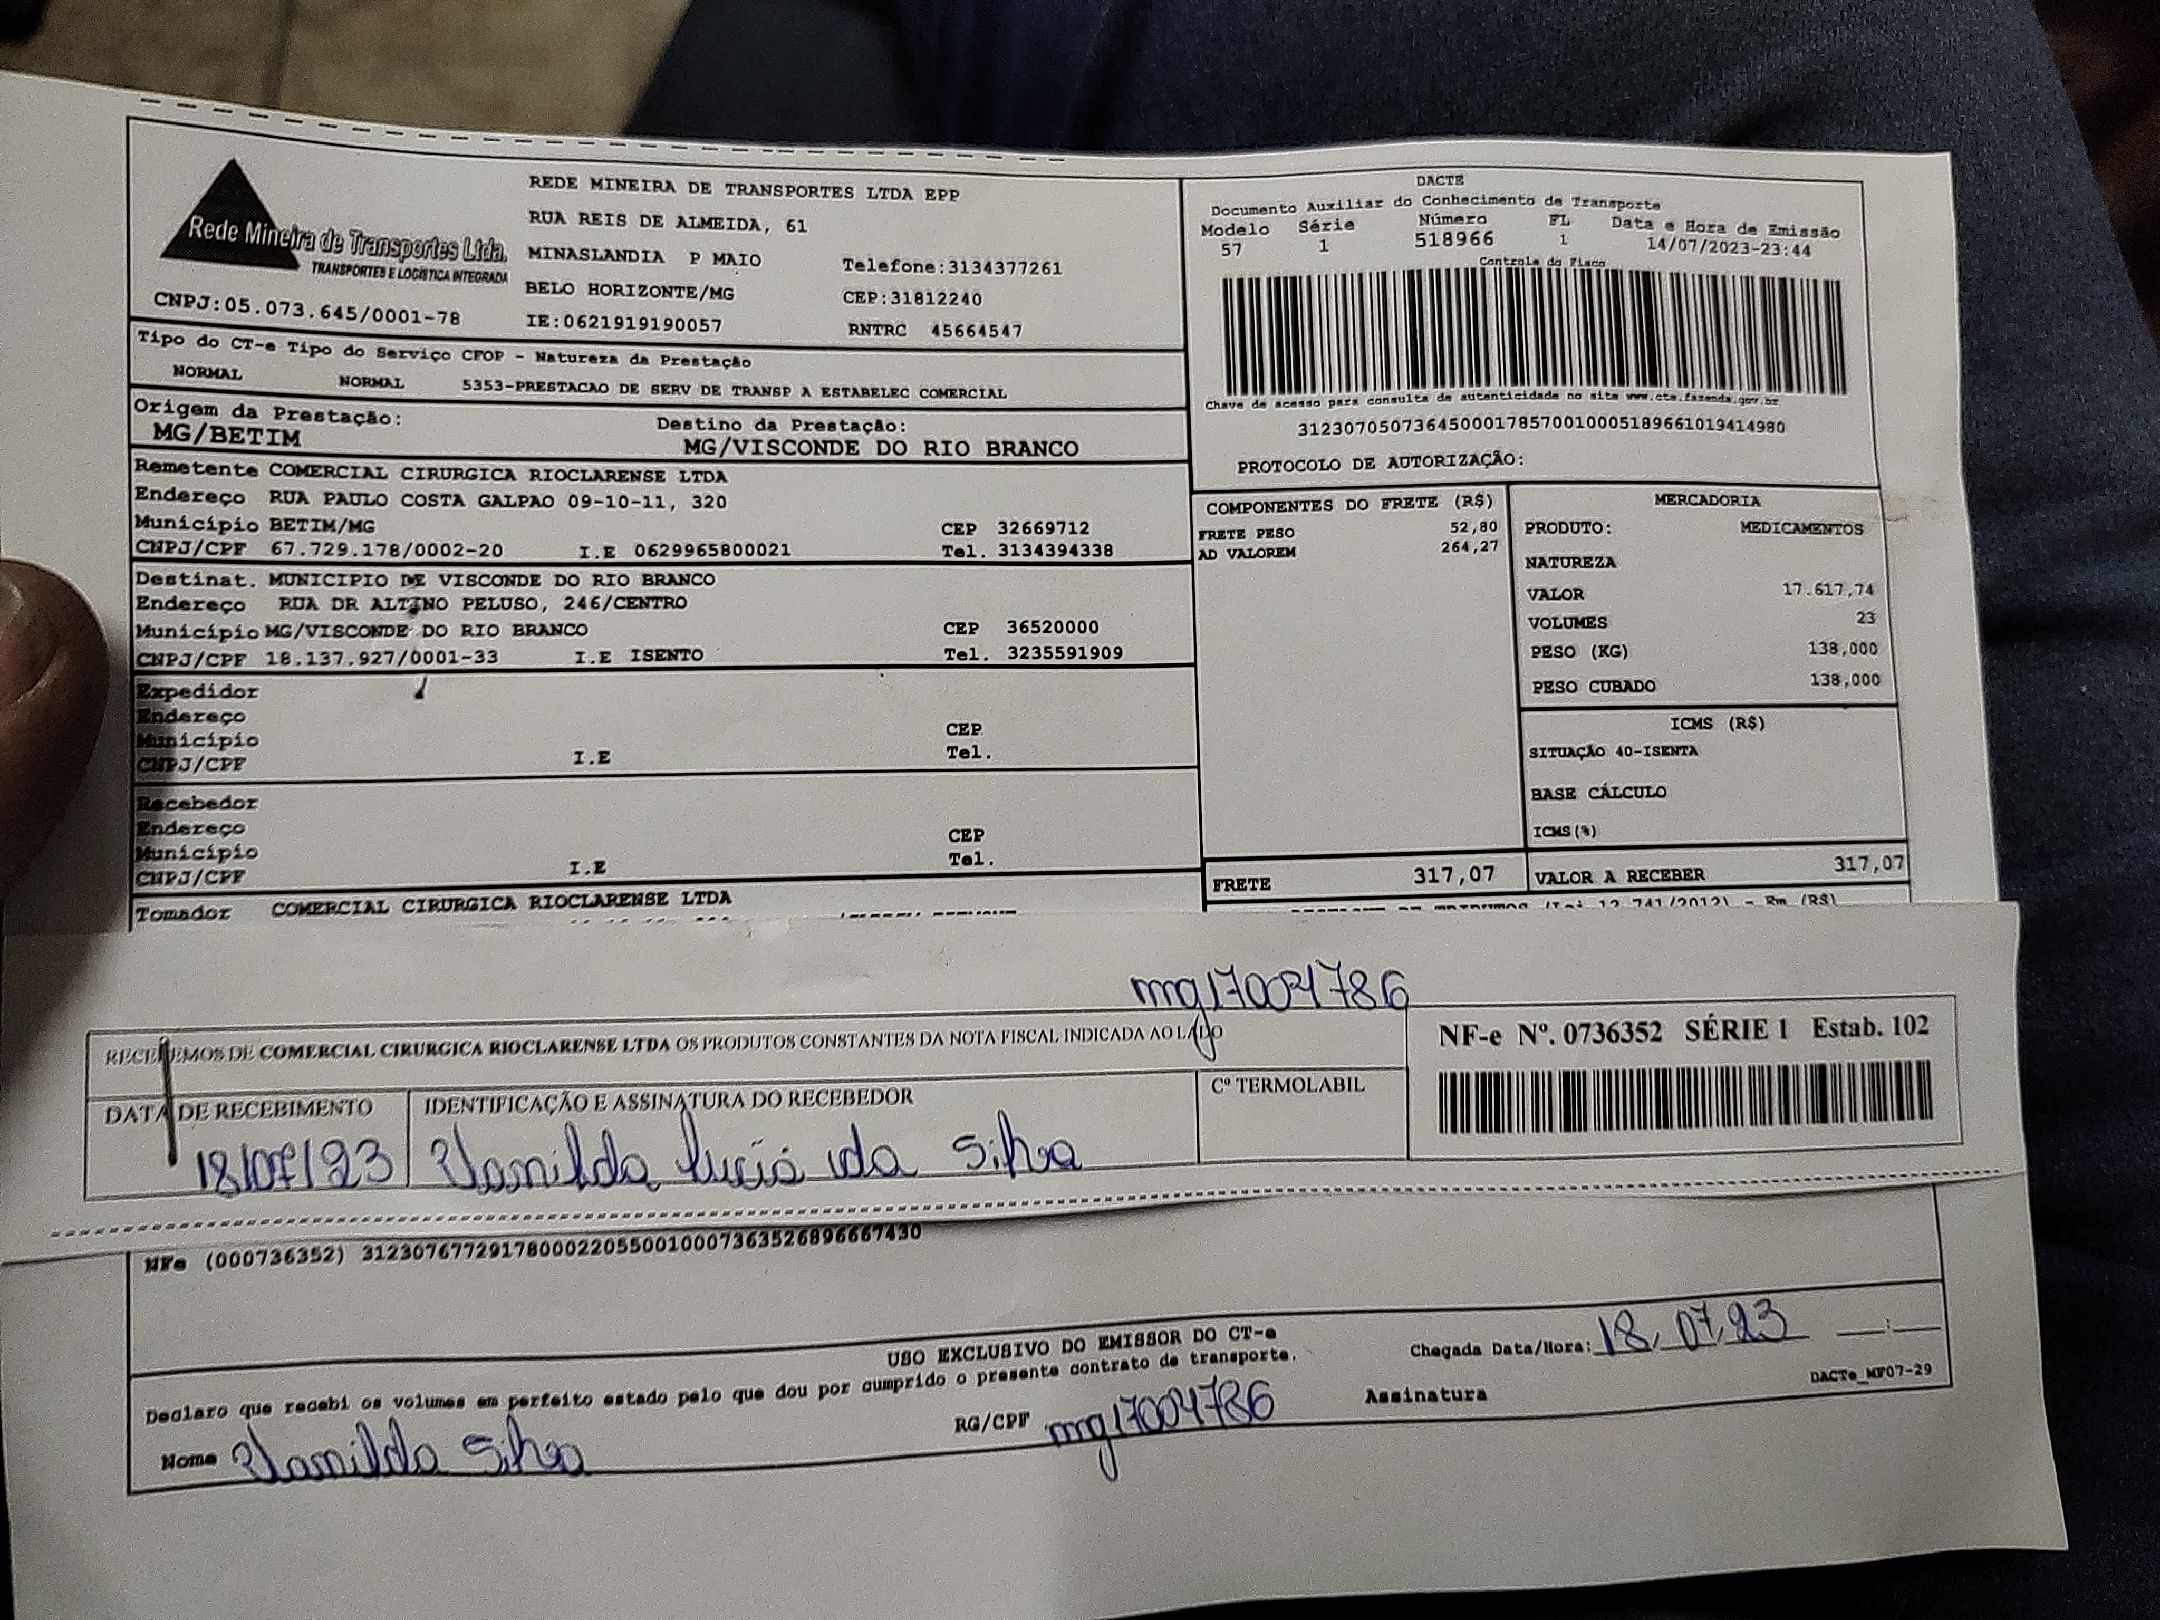 Rede Mineira de Transportes Ltda.
TRANSPORTES E LOGÍSTICA INTEGRADA
CNPJ:05.073.645/0001-78
REDE MINEIRA DE TRANSPORTES LTDA EPP
RUA REIS DE ALMEIDA, 61
MINASLANDIA P MAIO Telefone:3134377261
BELO HORIZONTE/MG CEP:31812240
IE:0621919190057 RNTRC 45664547
DACTE
Documento Auxiliar do Conhecimento de Transporte
Modelo Série Número FL Data e Hora de Emissão
57 1 518966 1 14/07/2023-23:44
Controle do Fisco
Chave de acesso para consulta de autenticidade no site www.cte.fazenda.gov.br
31230705073645000178570010005189661019414980
PROTOCOLO DE AUTORIZAÇÃO:
Tipo do CT-e Tipo do Serviço CFOP - Natureza da Prestação
NORMAL NORMAL 5353-PRESTACAO DE SERV DE TRANSP A ESTABELEC COMERCIAL
Origem da Prestação: Destino da Prestação:
MG/BETIM MG/VISCONDE DO RIO BRANCO
Remetente COMERCIAL CIRURGICA RIOCLARENSE LTDA
Endereço RUA PAULO COSTA GALPAO 09-10-11, 320
Município BETIM/MG CEP 32669712
CNPJ/CPF 67.729.178/0002-20 I.E 0629965800021 Tel. 3134394338
Destinat. MUNICIPIO DE VISCONDE DO RIO BRANCO
Endereço RUA DR ALTINO PELUSO, 246/CENTRO
Município MG/VISCONDE DO RIO BRANCO CEP 36520000
CNPJ/CPF 18.137.927/0001-33 I.E ISENTO Tel. 3235591909
Expedidor
Endereço
Município CEP
CNPJ/CPF I.E Tel.
Recebedor
Endereço
Município CEP
CNPJ/CPF I.E Tel.
Tomador COMERCIAL CIRURGICA RIOCLARENSE LTDA
COMPONENTES DO FRETE (R$)
FRETE PESO 52,80
AD VALOREM 264,27
MERCADORIA
PRODUTO: MEDICAMENTOS
NATUREZA
VALOR 17.617,74
VOLUMES 23
PESO (KG) 138,000
PESO CUBADO 138,000
ICMS (R$)
SITUAÇÃO 40-ISENTA
BASE CÁLCULO
ICMS(%)
FRETE 317,07 VALOR A RECEBER 317,07
mg17004786
RECEBEMOS DE COMERCIAL CIRURGICA RIOCLARENSE LTDA OS PRODUTOS CONSTANTES DA NOTA FISCAL INDICADA AO LADO
DATA DE RECEBIMENTO IDENTIFICAÇÃO E ASSINATURA DO RECEBEDOR Cº TERMOLABIL
18/07/23 Vanilda Lucia da Silva
NF-e Nº. 0736352 SÉRIE 1 Estab. 102
NFe (000736352) 31230767729178000220550010007363526896667430
USO EXCLUSIVO DO EMISSOR DO CT-e
Declaro que recebi os volumes em perfeito estado pelo que dou por cumprido o presente contrato de transporte.
Chegada Data/Hora: 18/07/23 __:__
DACTe_MF07-29
Nome Vanilda Silva RG/CPF mg17004786 Assinatura